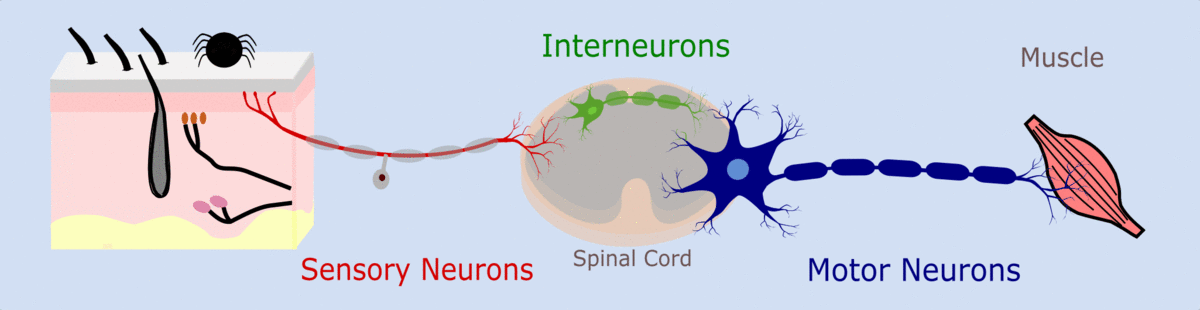 Interneurons
Muscle
Spinal Cord
Sensory Neurons
Motor Neurons